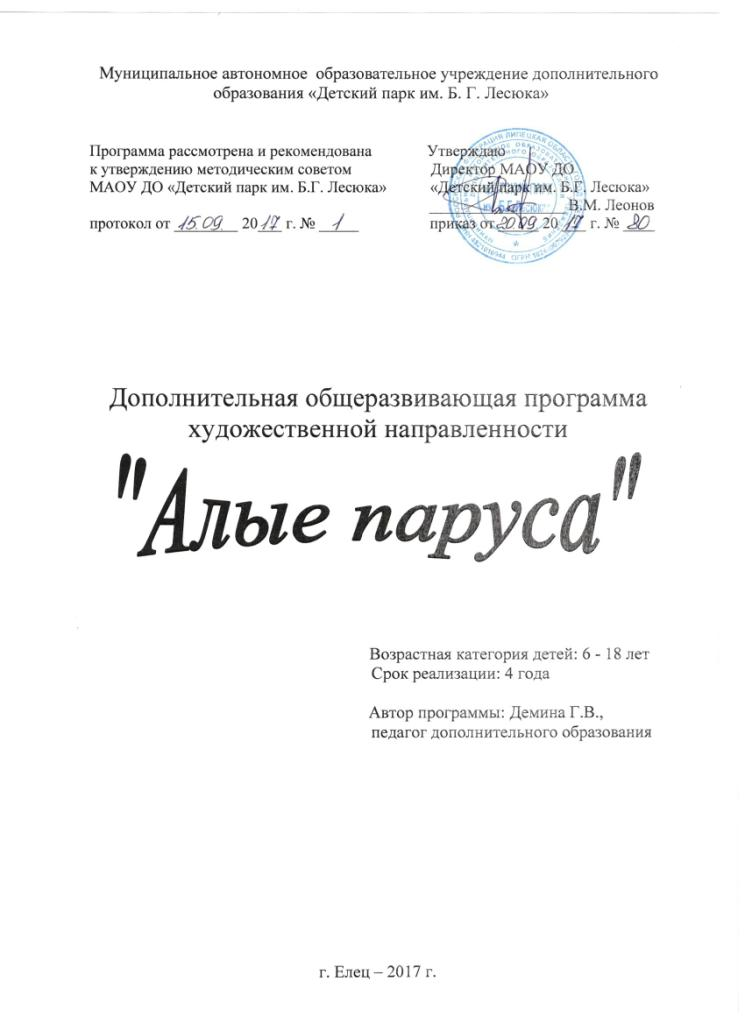 Муниципальное автономное образовательное учреждение дополнительного
образования «Детский парк им. Б. Г. Лесюка»
Программа рассмотрена и рекомендована
к утверждению методическим советом
МАОУ ДО «Детский парк им. Б.Г. Лесюка»
протокол от 15.09 2017 г. № 1
Утверждаю
Директор МАОУ ДО
«Детский парк им. Б.Г. Лесюка»
В.М. Леонов
приказ от 20.09 2017 г. № 80
Дополнительная общеразвивающая программа
художественной направленности
"Алые паруса"
Возрастная категория детей: 6 - 18 лет
Срок реализации: 4 года
Автор программы: Демина Г.В.,
педагог дополнительного образования
г. Елец – 2017 г.